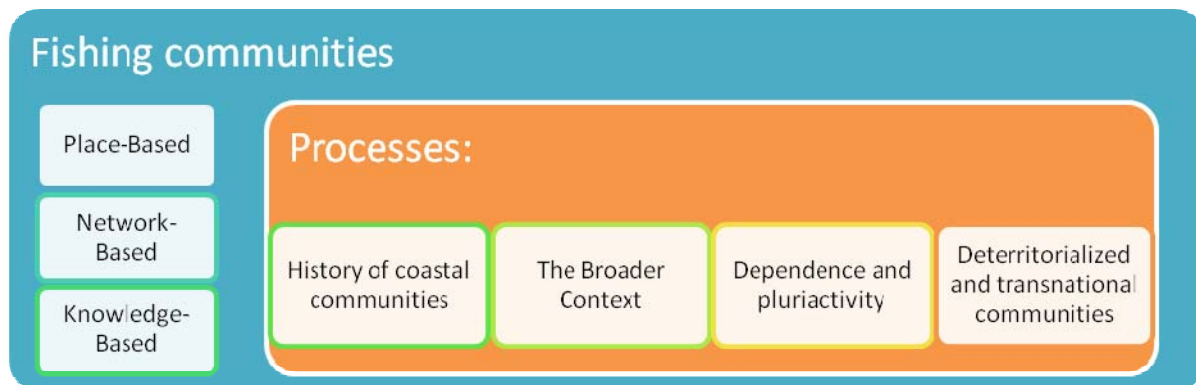 Fishing communities
Place-Based
Network-
Based
Knowledge-
Based
Processes:
History of coastal
communities
The Broader
Context
Dependence and
pluriactivity
Deterritorialized
and transnational
communities